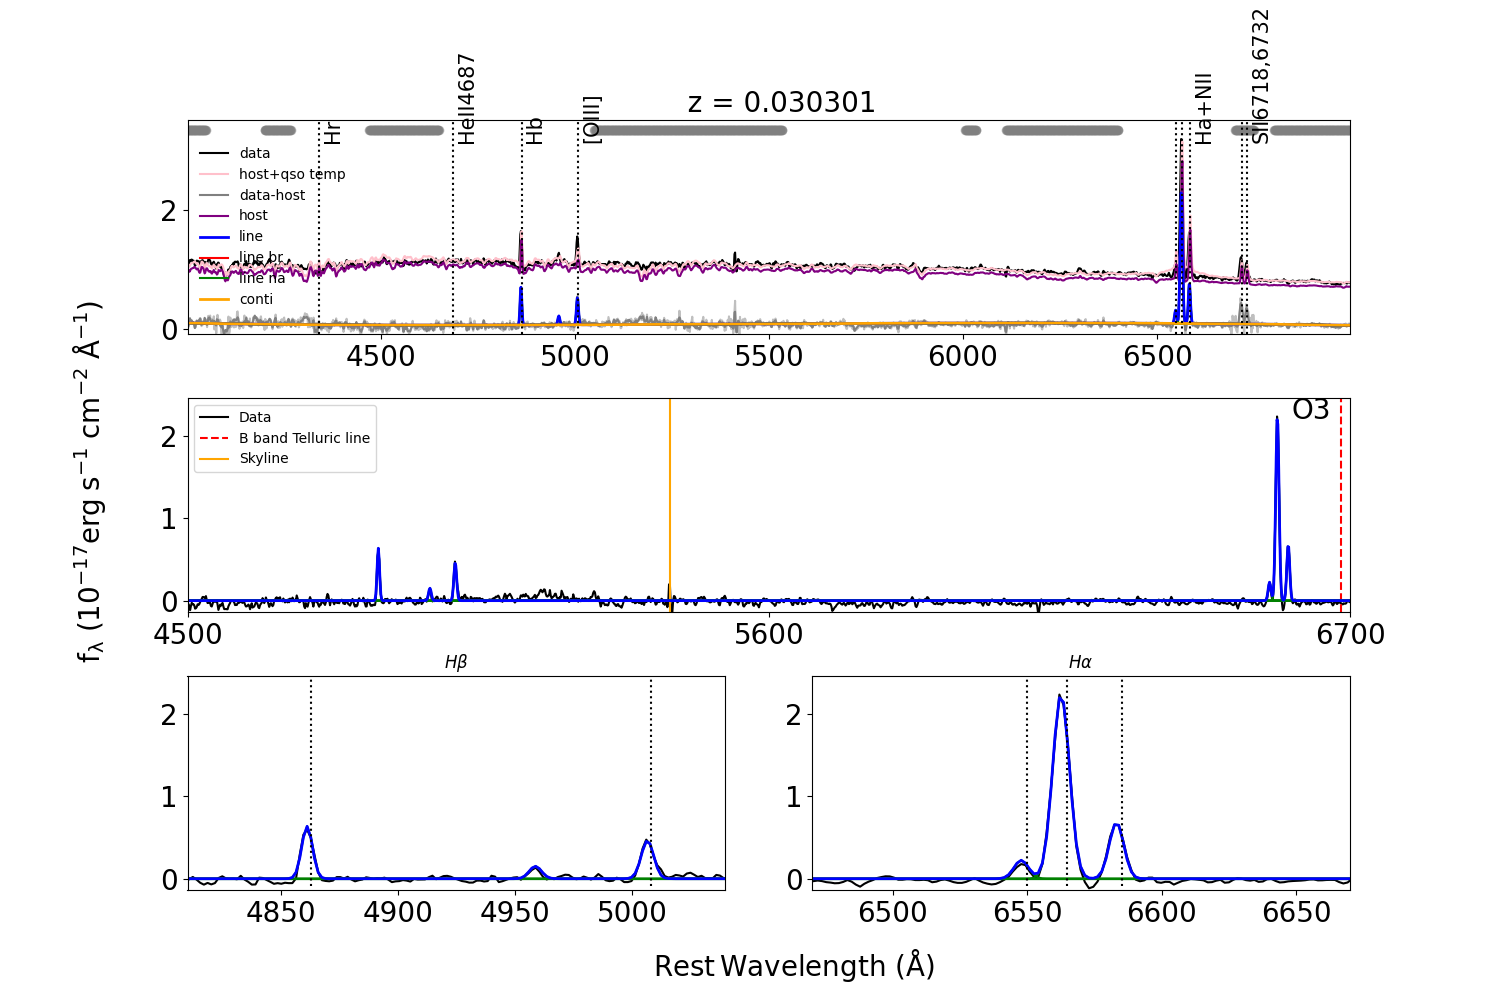 z = 0.030301
Hr
HeII4687
Hb
[OIII]
Ha+NII
SII6718,6732
data
host+qso temp
data-host
host
line
line br
line na
conti
2
0
4500
5000
5500
6000
6500
Data
B band Telluric line
Skyline
O3
2
1
0
4500
5600
6700
Hβ
2
1
0
4850
4900
4950
5000
Hα
2
1
0
6500
6550
6600
6650
fλ (10⁻¹⁷erg s⁻¹ cm⁻² Å⁻¹)
Rest Wavelength (Å)